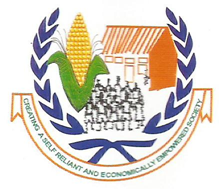 CREATING A SELF RELIANT AND ECONOMICALLY EMPOWERED SOCIETY